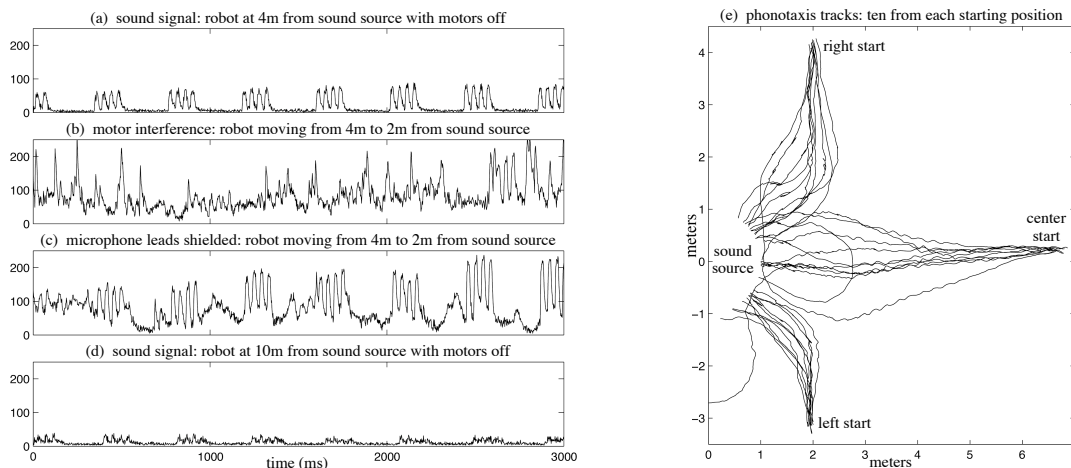 (a) sound signal: robot at 4m from sound source with motors off
200
100
0
(b) motor interference: robot moving from 4m to 2m from sound source
200
100
0
(c) microphone leads shielded: robot moving from 4m to 2m from sound source
200
100
0
(d) sound signal: robot at 10m from sound source with motors off
200
100
0
0
1000
2000
3000
time (ms)
(e) phonotaxis tracks: ten from each starting position
4
3
2
1
0
−1
−2
−3
meters
right start
center
start
sound
source
left start
0
1
2
3
4
5
6
meters